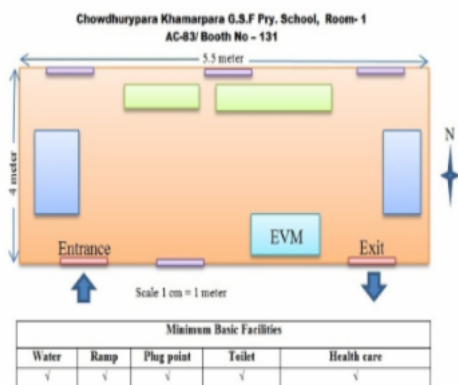 Chowdhurypara Khamarpara G.S.F Pry. School, Room- 1
AC-83/ Booth No – 131
5.5 meter
4 meter
N
EVM
Entrance
Exit
Scale 1 cm = 1 meter
Minimum Basic Facilities
Water Ramp Plug point Toilet Health care
√ √ √ √ √